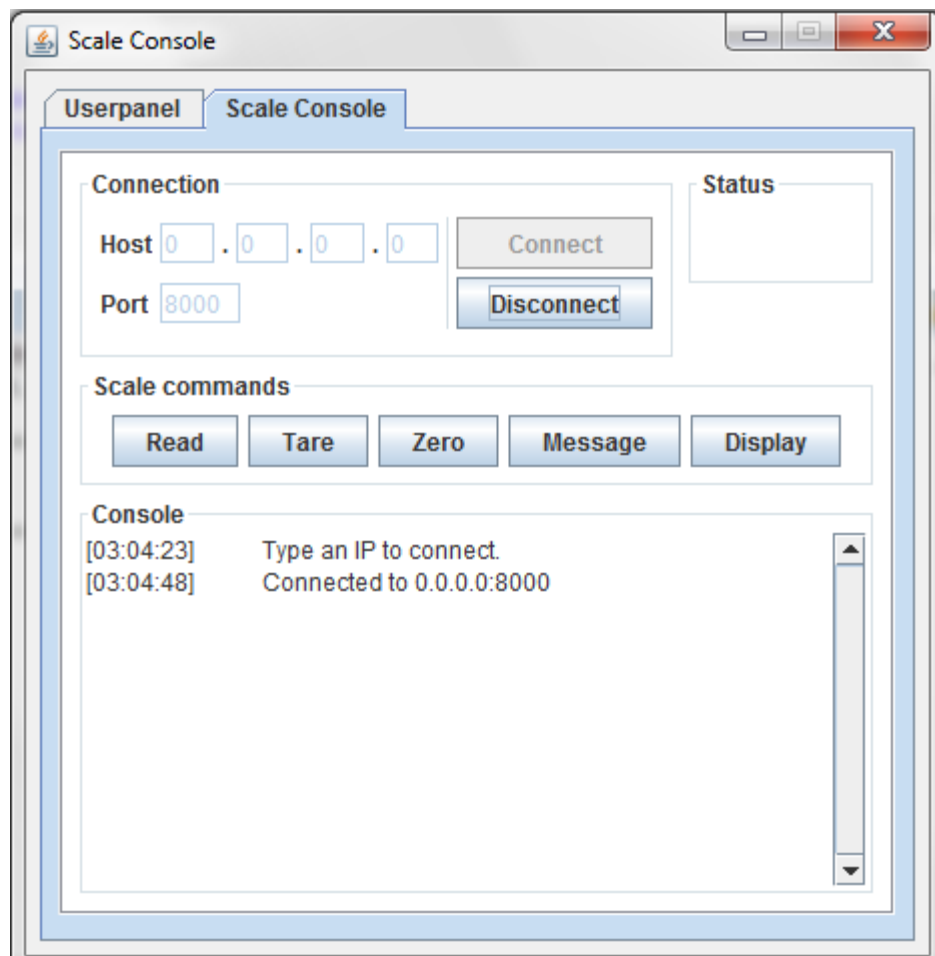 Scale Console
Userpanel Scale Console
Connection Status
Host 0 . 0 . 0 . 0 Connect
Port 8000 Disconnect
Scale commands
Read Tare Zero Message Display
Console
[03:04:23] Type an IP to connect.
[03:04:48] Connected to 0.0.0.0:8000